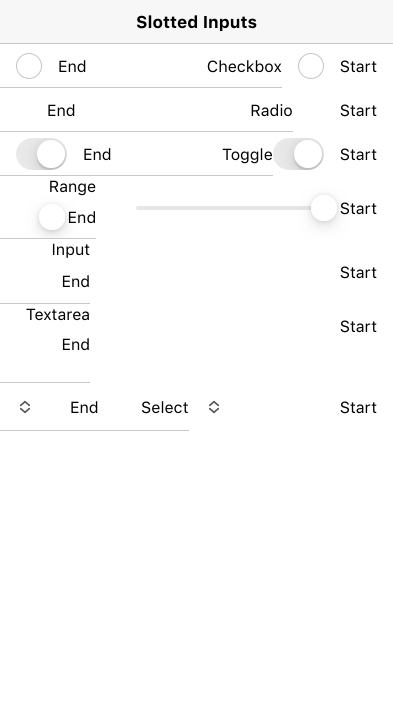 Slotted Inputs
End Checkbox Start
End Radio Start
End Toggle Start
Range
End Start
Input
End Start
Textarea
End Start
End Select Start